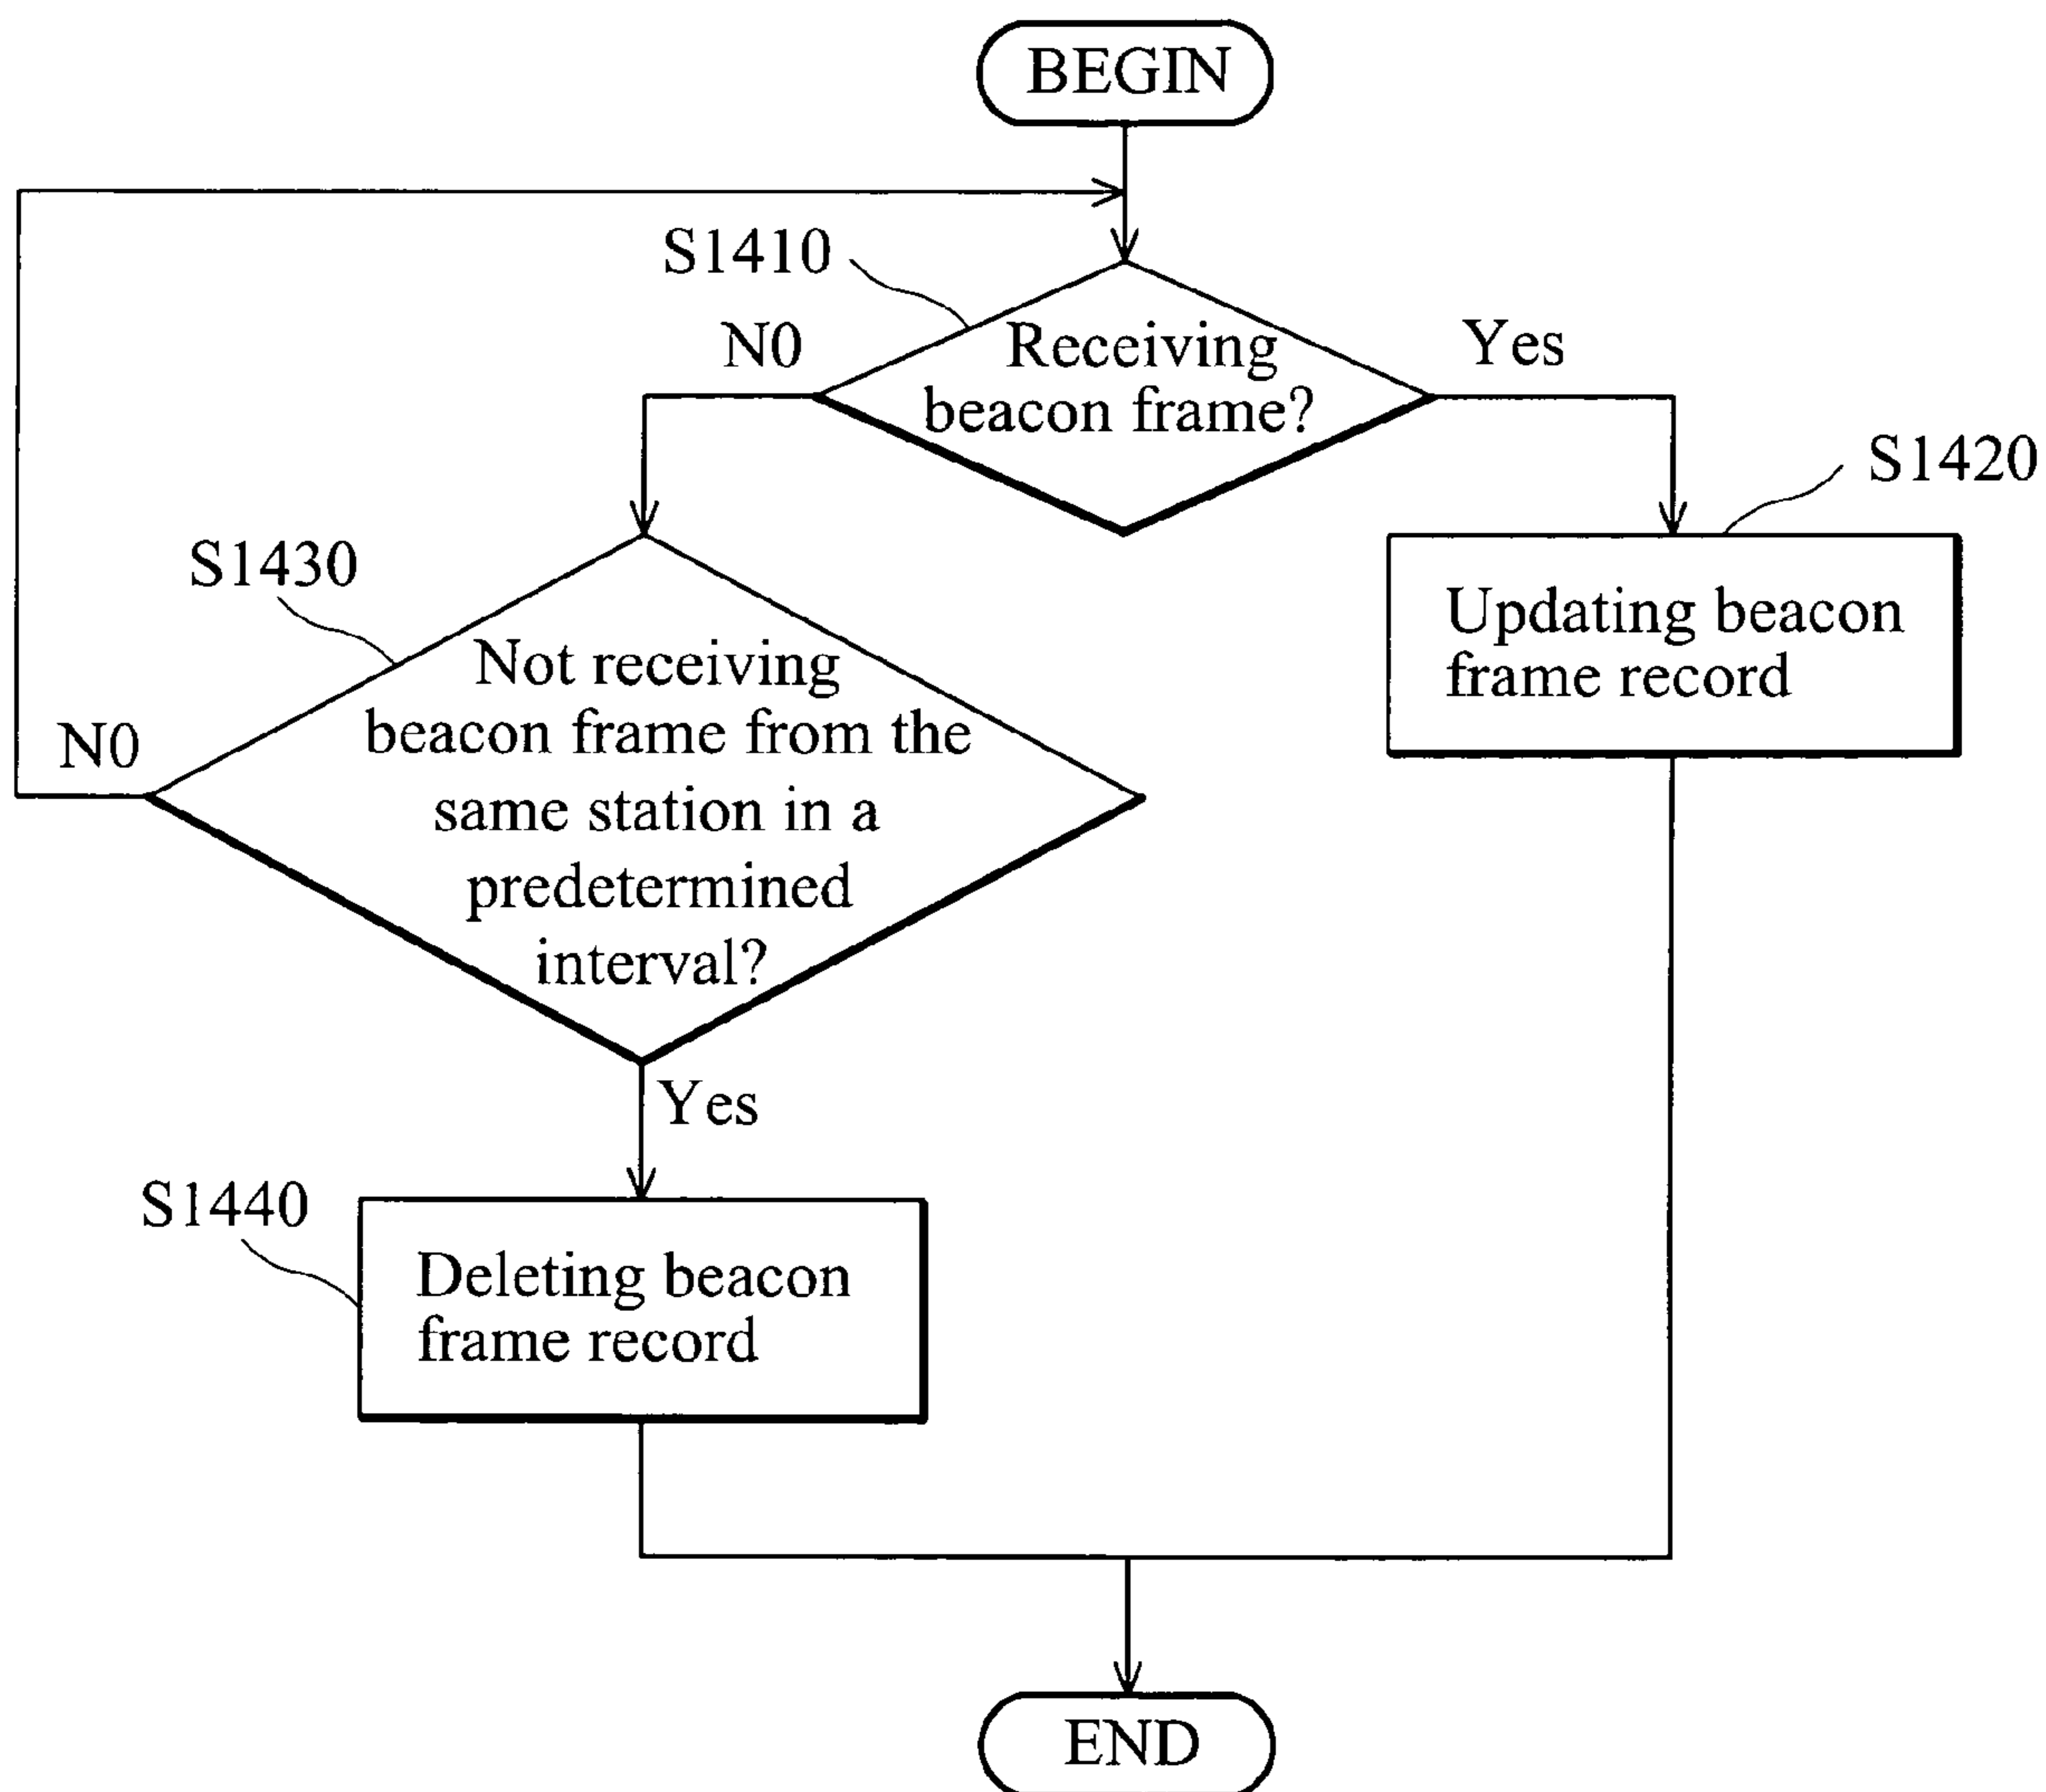 BEGIN
S1410
N0
Receiving
beacon frame?
Yes
S1420
Updating beacon
frame record
S1430
Not receiving
beacon frame from the
same station in a
predetermined
interval?
N0
Yes
S1440
Deleting beacon
frame record
END